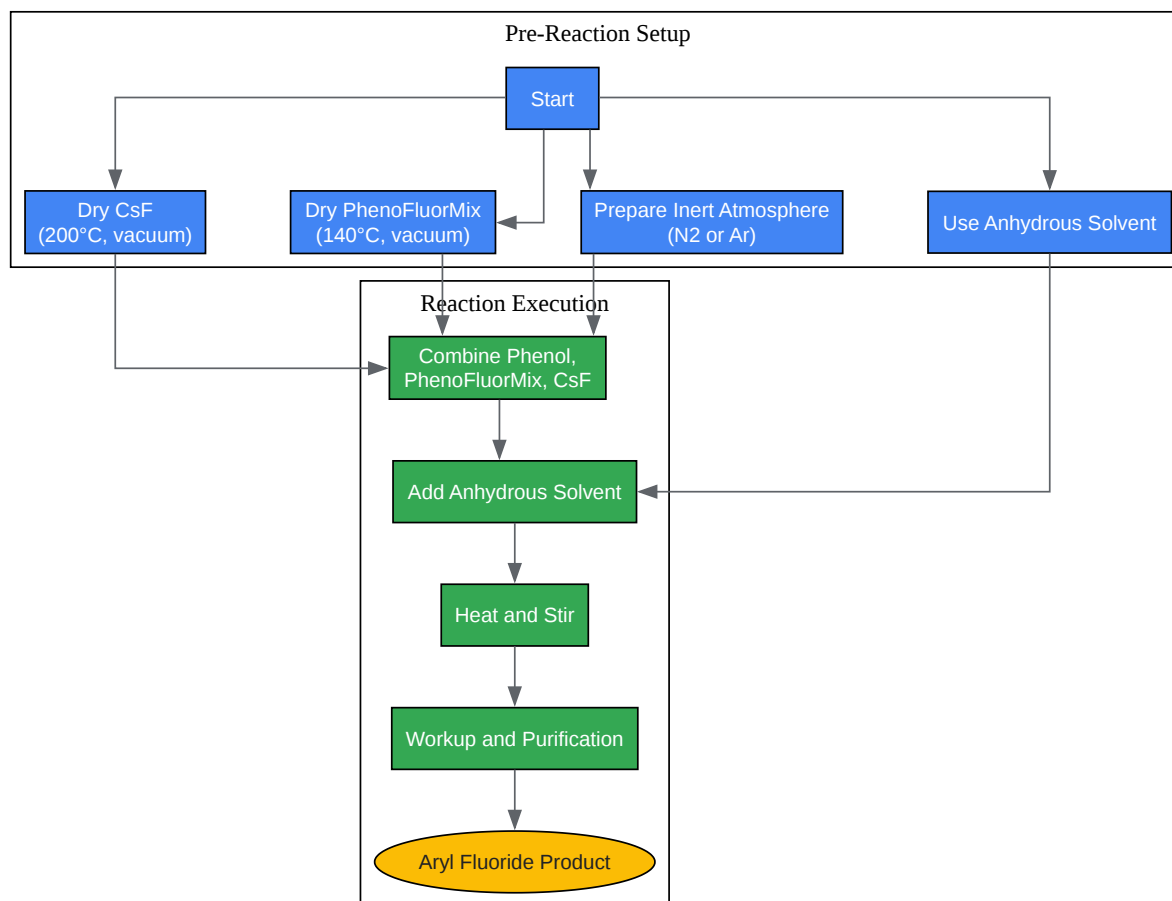 Pre-Reaction Setup
Start
Dry CsF
(200°C, vacuum)
Dry PhenoFluorMix
(140°C, vacuum)
Prepare Inert Atmosphere
(N2 or Ar)
Use Anhydrous Solvent
Reaction Execution
Combine Phenol,
PhenoFluorMix, CsF
Add Anhydrous Solvent
Heat and Stir
Workup and Purification
Aryl Fluoride Product